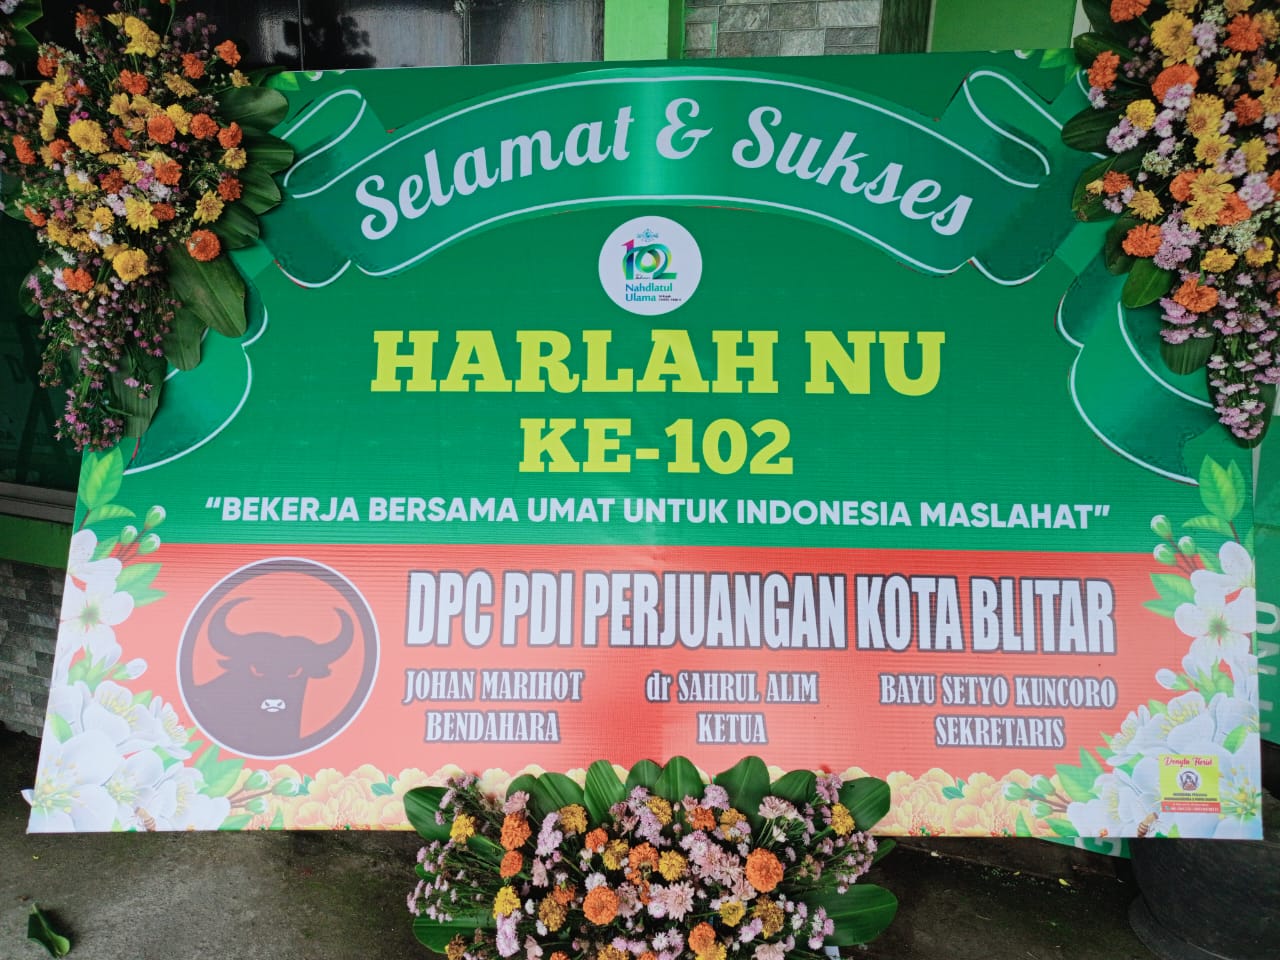 Selamat & Sukses
102
Nahdlatul
Ulama
HARLAH NU
KE-102
“BEKERJA BERSAMA UMAT UNTUK INDONESIA MASLAHAT”
DPC PDI PERJUANGAN KOTA BLITAR
JOHAN MARIHOT
BENDAHARA
dr SAHRUL ALIM
KETUA
BAYU SETYO KUNCORO
SEKRETARIS